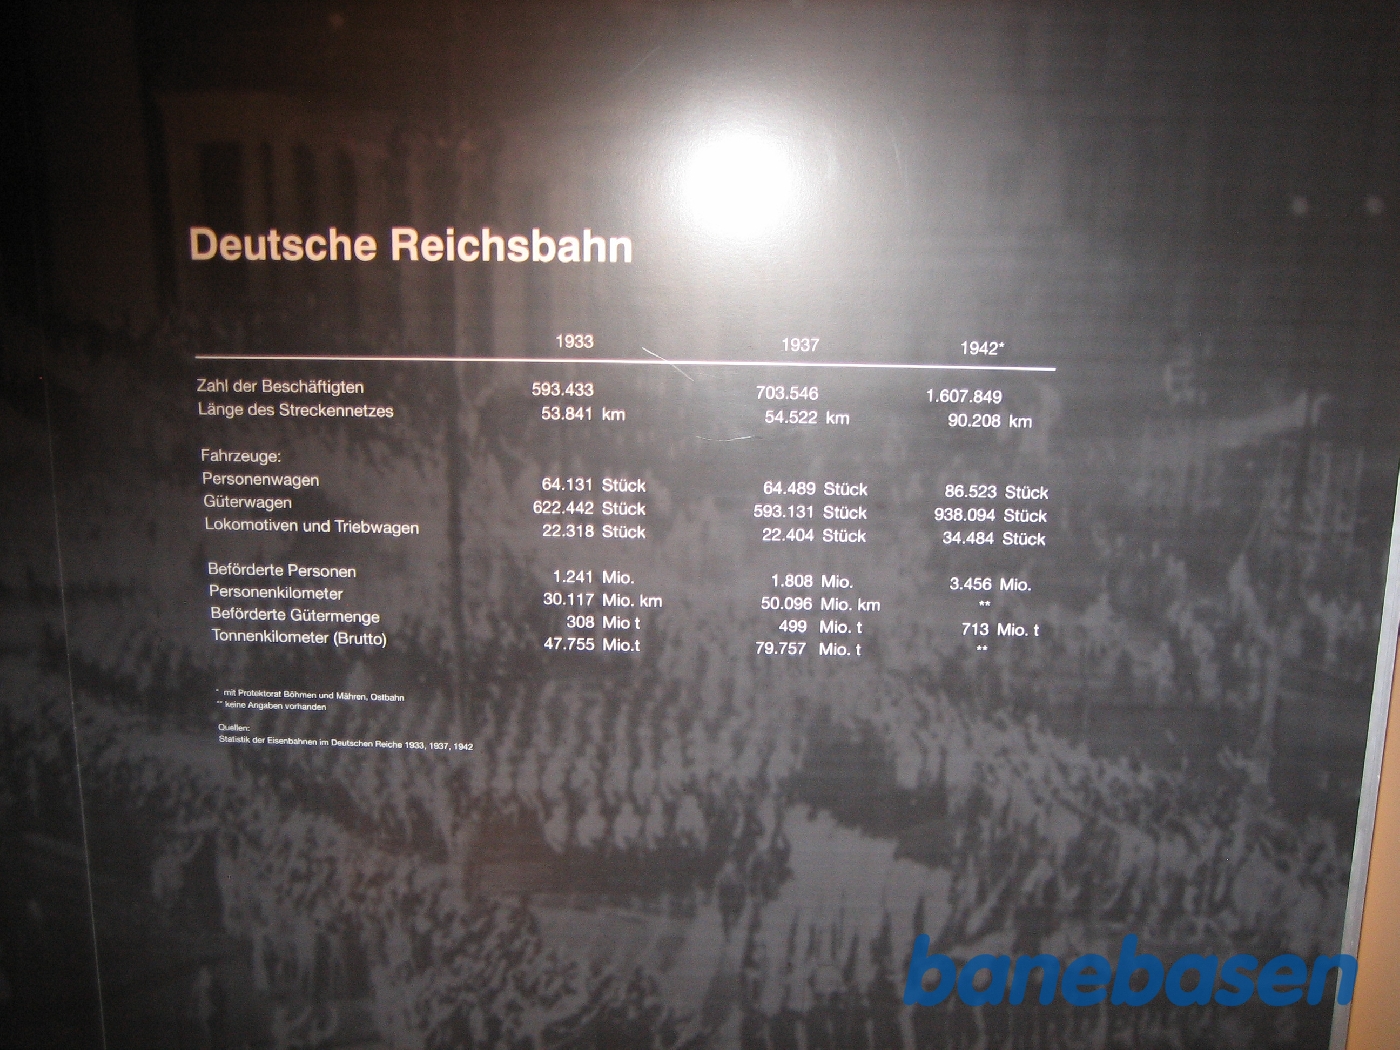 Deutsche Reichsbahn
1933 1937 1942*
Zahl der Beschäftigten 593.433 703.546 1.607.849
Länge des Streckennetzes 53.841 km 54.522 km 90.208 km
Fahrzeuge:
Personenwagen 64.131 Stück 64.489 Stück 86.523 Stück
Güterwagen 622.442 Stück 593.131 Stück 938.094 Stück
Lokomotiven und Triebwagen 22.318 Stück 22.404 Stück 34.484 Stück
Beförderte Personen 1.241 Mio. 1.808 Mio. 3.456 Mio.
Personenkilometer 30.117 Mio. km 50.096 Mio. km **
Beförderte Gütermenge 308 Mio t 499 Mio. t 713 Mio. t
Tonnenkilometer (Brutto) 47.755 Mio.t 79.757 Mio. t **
* mit Protektorat Böhmen und Mähren, Ostbahn
** keine Angaben vorhanden
Quellen:
Statistik der Eisenbahnen im Deutschen Reiche 1933, 1937, 1942
banebasen